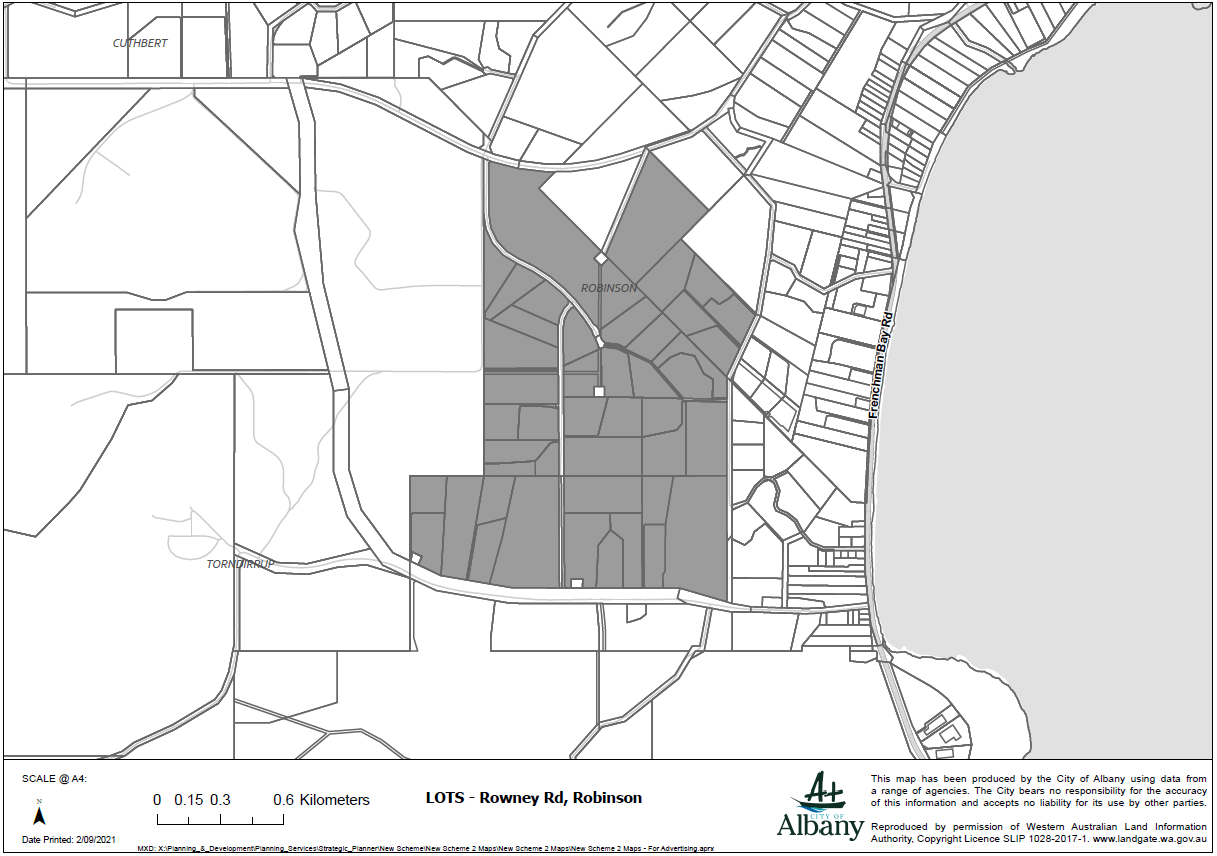 CUTHBERT
ROBINSON
Frenchman Bay Rd
TORNDIRRUP
SCALE @ A4:
N
0 0.15 0.3 0.6 Kilometers
Date Printed: 2/09/2021
LOTS - Rowney Rd, Robinson
MXD: X:\Planning_&_Development\Planning_Services\Strategic_Planner\New Scheme\New Scheme 2 Maps\New Scheme 2 Maps\New Scheme 2 Maps - For Advertising.aprx
CITY OF
Albany
This map has been produced by the City of Albany using data from
a range of agencies. The City bears no responsibility for the accuracy
of this information and accepts no liability for its use by other parties.
Reproduced by permission of Western Australian Land Information
Authority, Copyright Licence SLIP 1028-2017-1. www.landgate.wa.gov.au